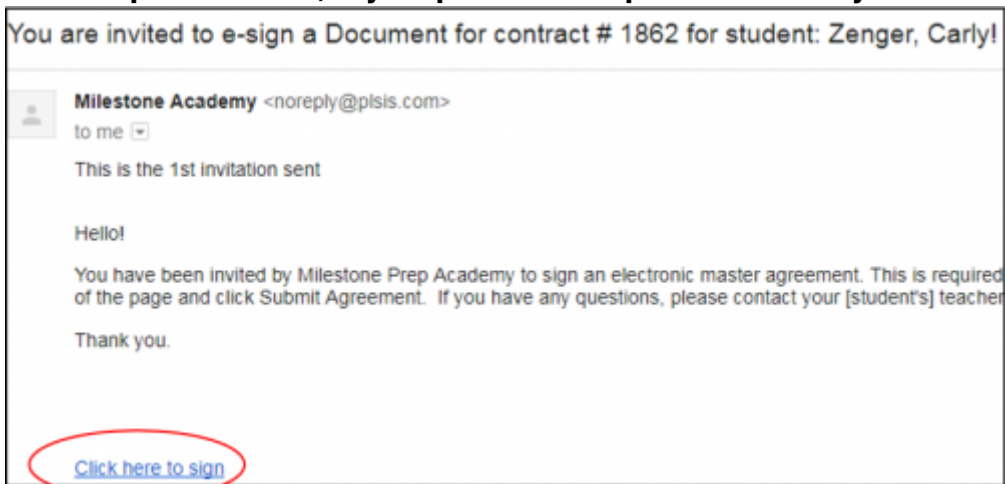 You are invited to e-sign a Document for contract # 1862 for student: Zenger, Carly!
Milestone Academy <noreply@plsis.com>
to me
This is the 1st invitation sent
Hello!
You have been invited by Milestone Prep Academy to sign an electronic master agreement. This is required
of the page and click Submit Agreement. If you have any questions, please contact your [student's] teacher
Thank you.
Click here to sign